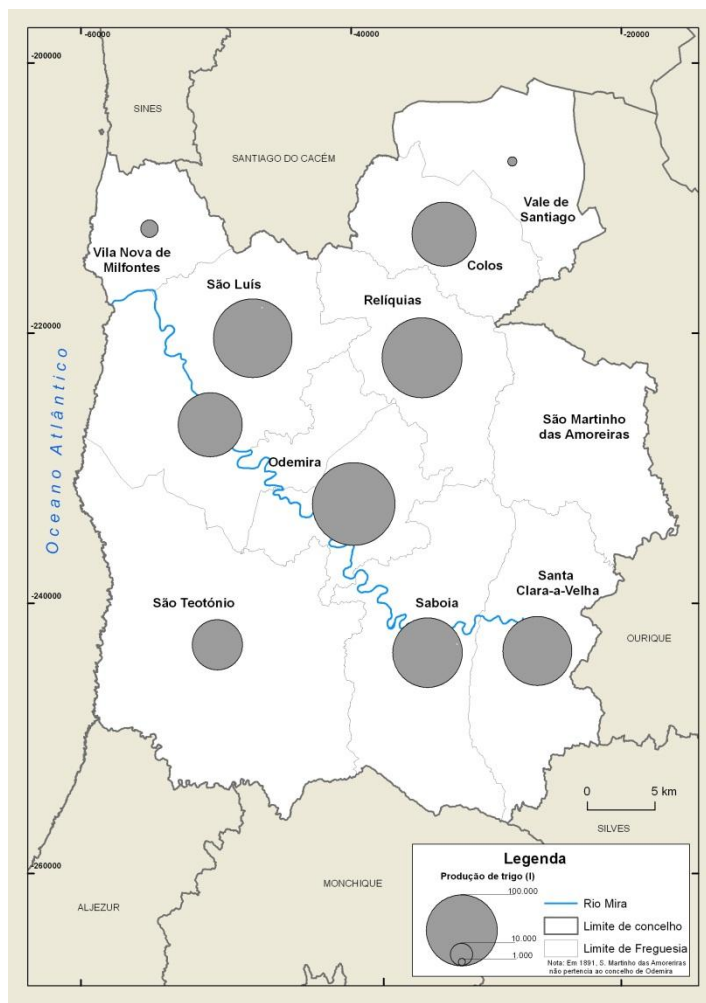 -60000
-40000
-20000
-200000
SINES
SANTIAGO DO CACÉM
Vale de
Santiago
Vila Nova de
Milfontes
Colos
São Luís
Relíquias
-220000
Oceano Atlântico
São Martinho
das Amoreiras
Odemira
-240000
São Teotónio
Saboia
Santa
Clara-a-Velha
OURIQUE
0 5 km
SILVES
-260000
ALJEZUR
MONCHIQUE
Legenda
Produção de trigo (l)
100.000
10.000
1.000
Rio Mira
Limite de concelho
Limite de Freguesia
Nota: Em 1891, S. Martinho das Amoreiras
não pertencia ao concelho de Odemira